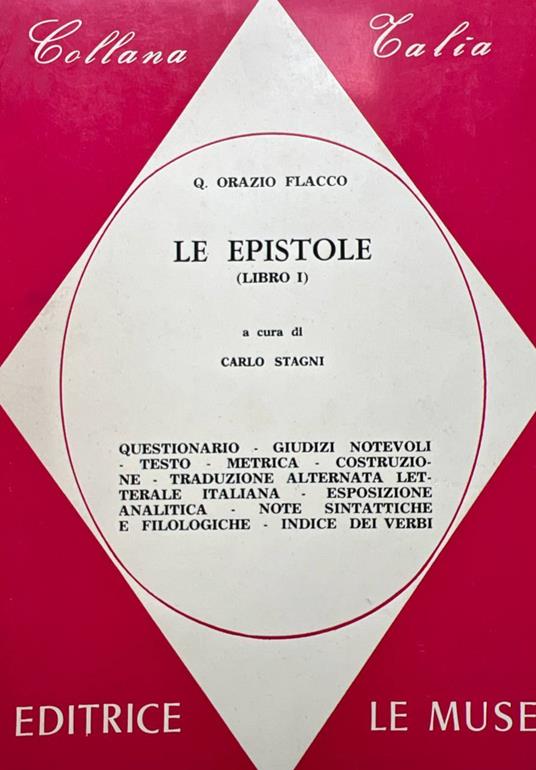 Collana Talia
Q. ORAZIO FLACCO
LE EPISTOLE
(LIBRO I)
a cura di
CARLO STAGNI
QUESTIONARIO - GIUDIZI NOTEVOLI
- TESTO - METRICA - COSTRUZIO-
NE - TRADUZIONE ALTERNATA LET-
TERALE ITALIANA - ESPOSIZIONE
ANALITICA - NOTE SINTATTICHE
E FILOLOGICHE - INDICE DEI VERBI
EDITRICE LE MUSE